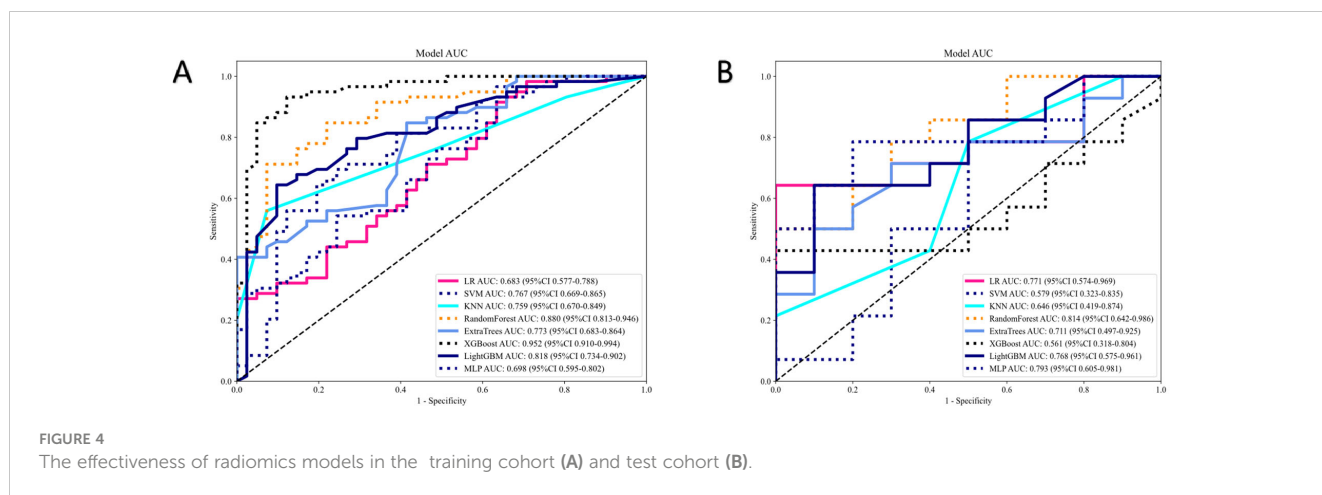 A
Model AUC
Sensitivity
1.0
0.8
0.6
0.4
0.2
0.0
0.0 0.2 0.4 0.6 0.8 1.0
1 - Specificity
LR AUC: 0.683 (95%CI 0.577-0.788)
SVM AUC: 0.767 (95%CI 0.669-0.865)
KNN AUC: 0.759 (95%CI 0.670-0.849)
RandomForest AUC: 0.880 (95%CI 0.813-0.946)
ExtraTrees AUC: 0.773 (95%CI 0.683-0.864)
XGBoost AUC: 0.952 (95%CI 0.910-0.994)
LightGBM AUC: 0.818 (95%CI 0.734-0.902)
MLP AUC: 0.698 (95%CI 0.595-0.802)
B
Model AUC
Sensitivity
1.0
0.8
0.6
0.4
0.2
0.0
0.0 0.2 0.4 0.6 0.8 1.0
1 - Specificity
LR AUC: 0.771 (95%CI 0.574-0.969)
SVM AUC: 0.579 (95%CI 0.323-0.835)
KNN AUC: 0.646 (95%CI 0.419-0.874)
RandomForest AUC: 0.814 (95%CI 0.642-0.986)
ExtraTrees AUC: 0.711 (95%CI 0.497-0.925)
XGBoost AUC: 0.561 (95%CI 0.318-0.804)
LightGBM AUC: 0.768 (95%CI 0.575-0.961)
MLP AUC: 0.793 (95%CI 0.605-0.981)
FIGURE 4
The effectiveness of radiomics models in the training cohort (A) and test cohort (B).